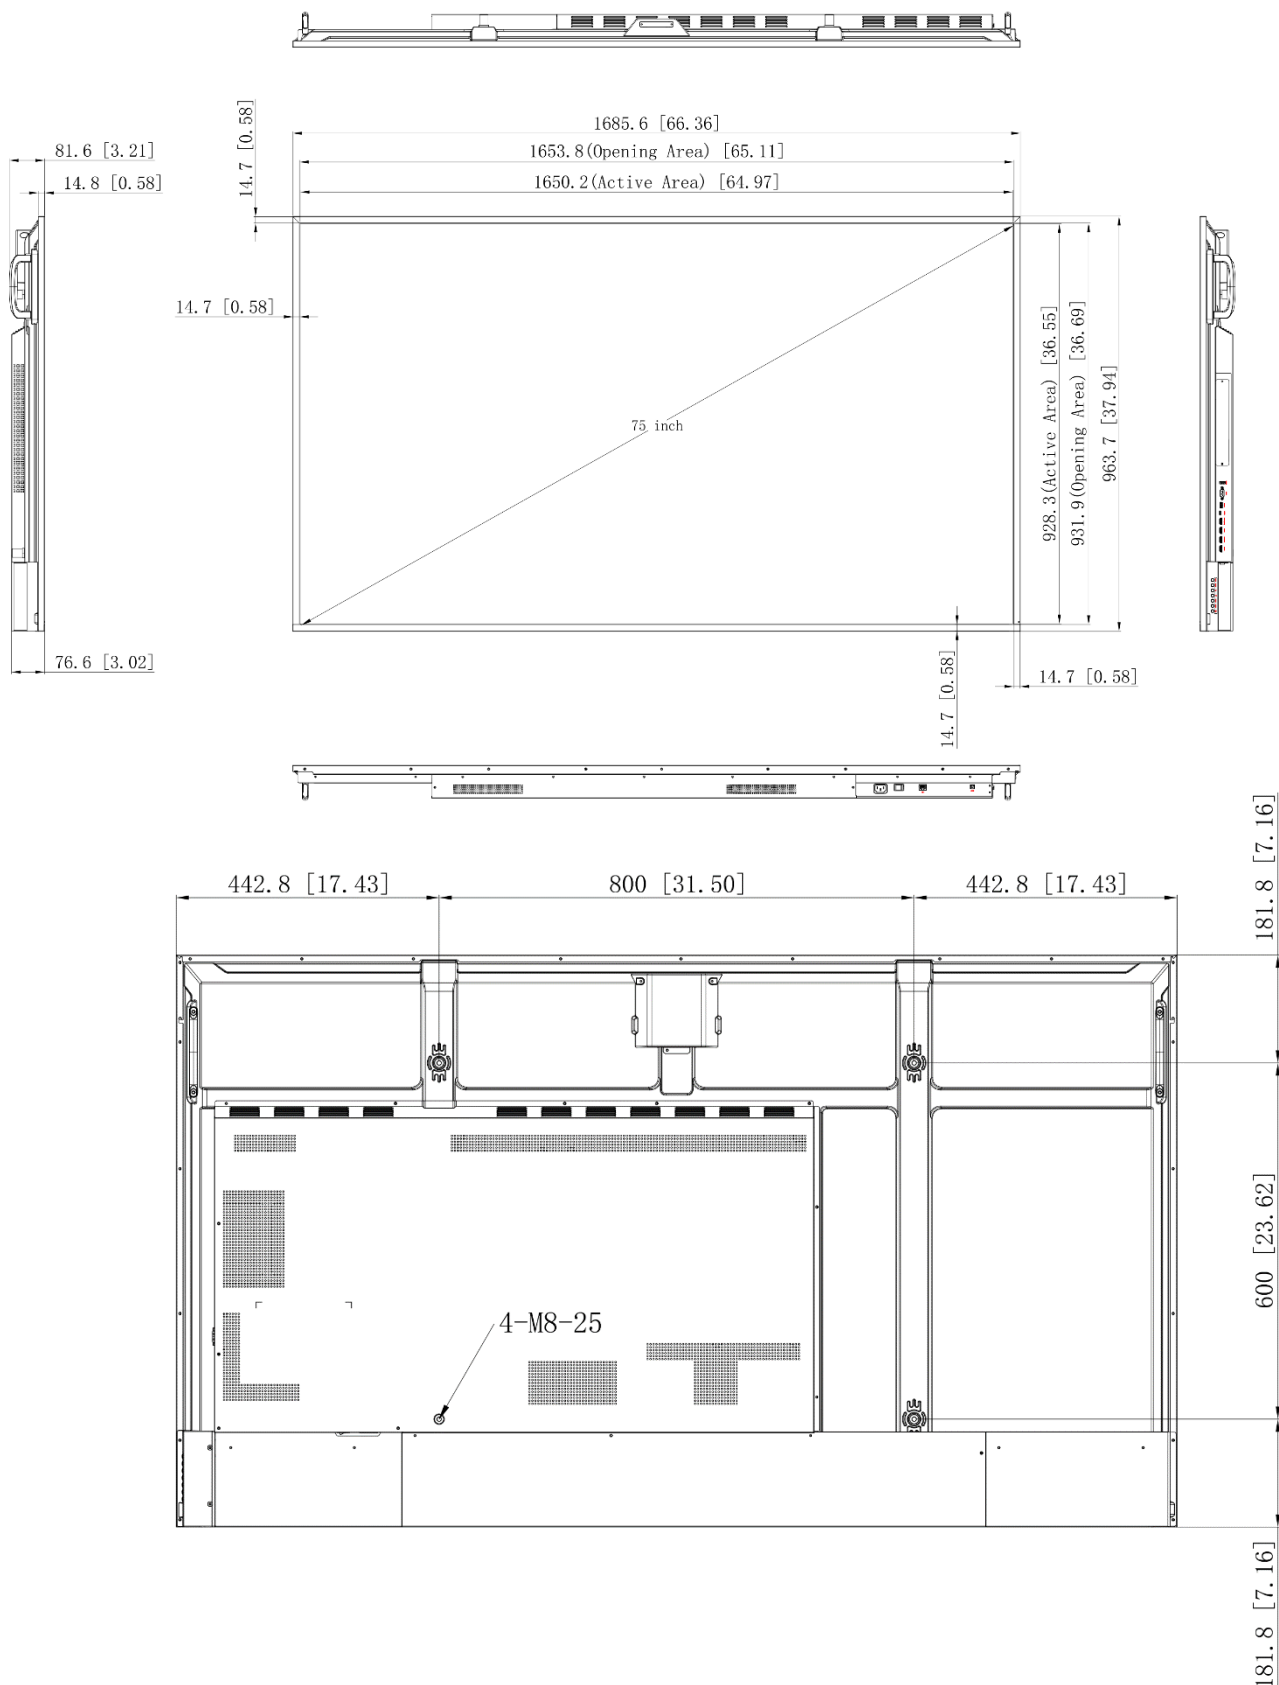 14.7 [0.58]
1685.6 [66.36]
1653.8(Opening Area) [65.11]
1650.2(Active Area) [64.97]
81.6 [3.21]
14.8 [0.58]
14.7 [0.58]
75 inch
928.3(Active Area) [36.55]
931.9(Opening Area) [36.69]
963.7 [37.94]
76.6 [3.02]
14.7 [0.58]
14.7 [0.58]
442.8 [17.43]
800 [31.50]
442.8 [17.43]
181.8 [7.16]
600 [23.62]
4-M8-25
181.8 [7.16]